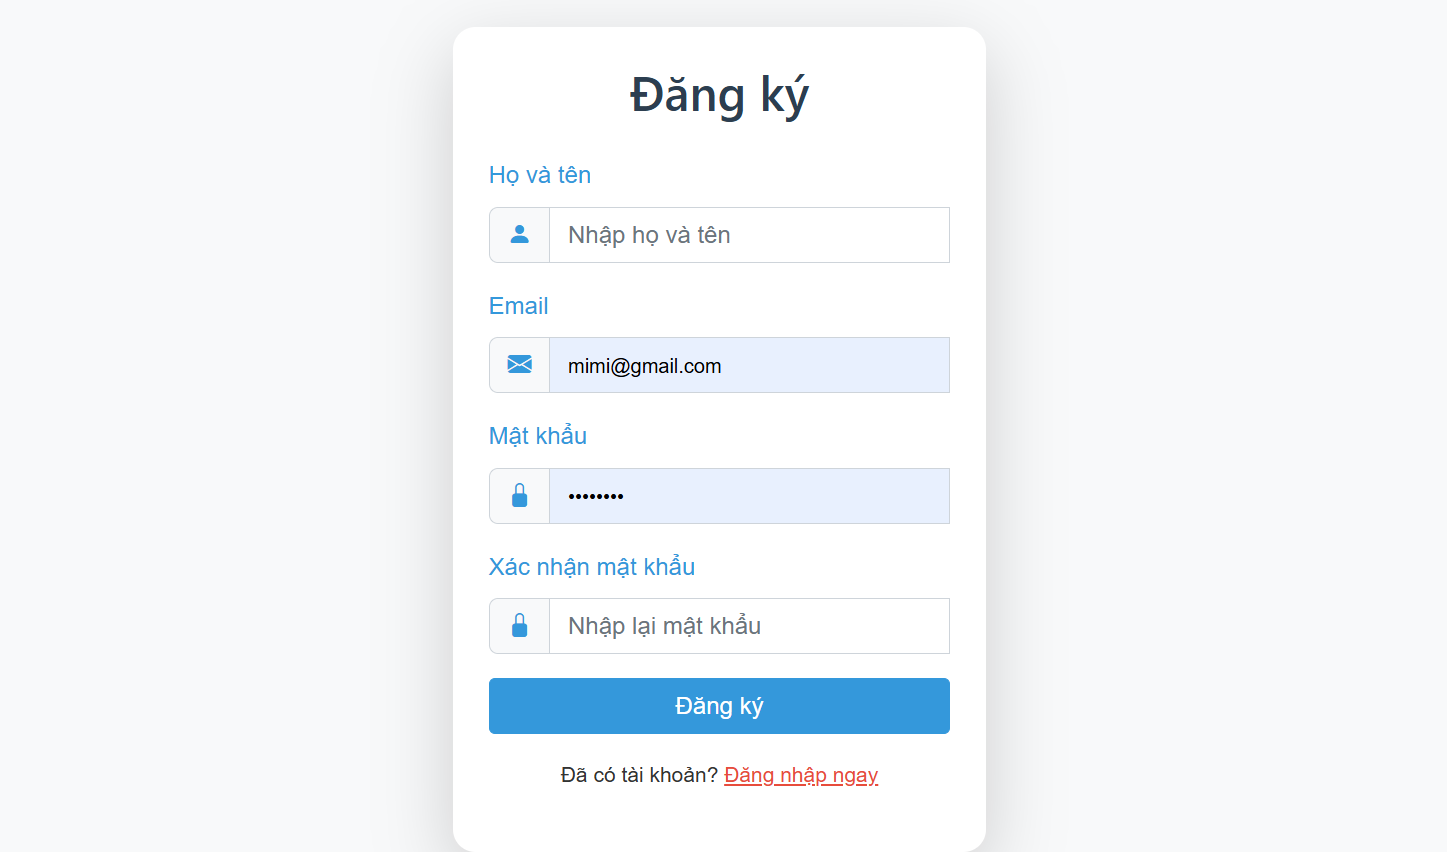 Đăng ký
Họ và tên
Nhập họ và tên
Email
mimi@gmail.com
Mật khẩu
••••••••
Xác nhận mật khẩu
Nhập lại mật khẩu
Đăng ký
Đã có tài khoản? Đăng nhập ngay